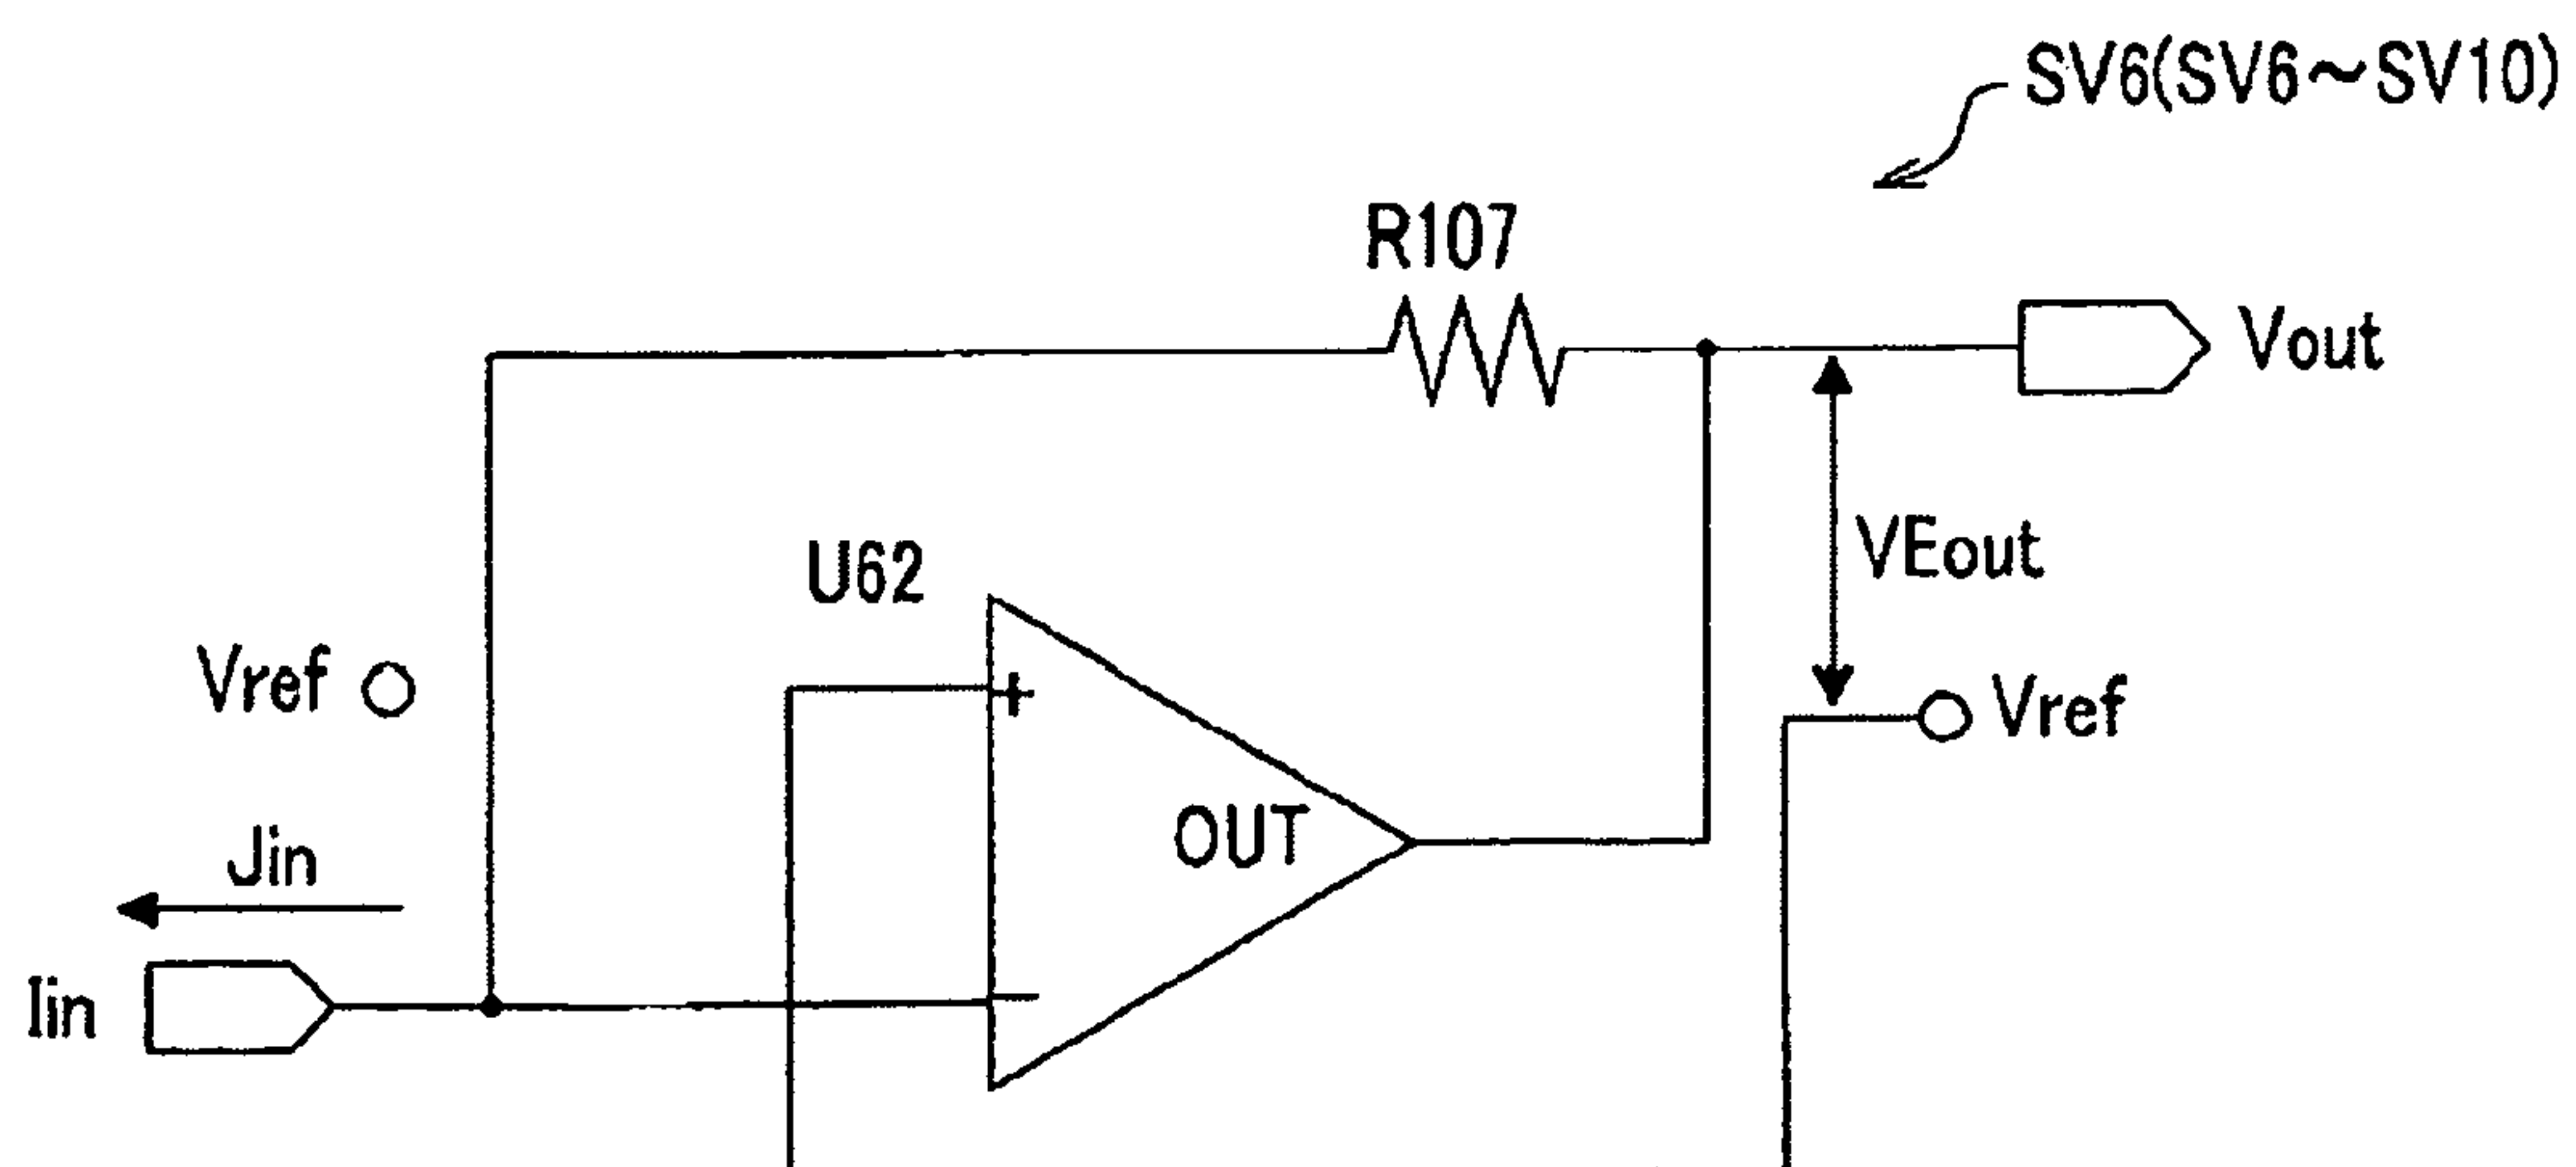 SV6(SV6～SV10)
R107
Vout
U62
VEout
Vref
Vref
+
OUT
Jin
Iin
−